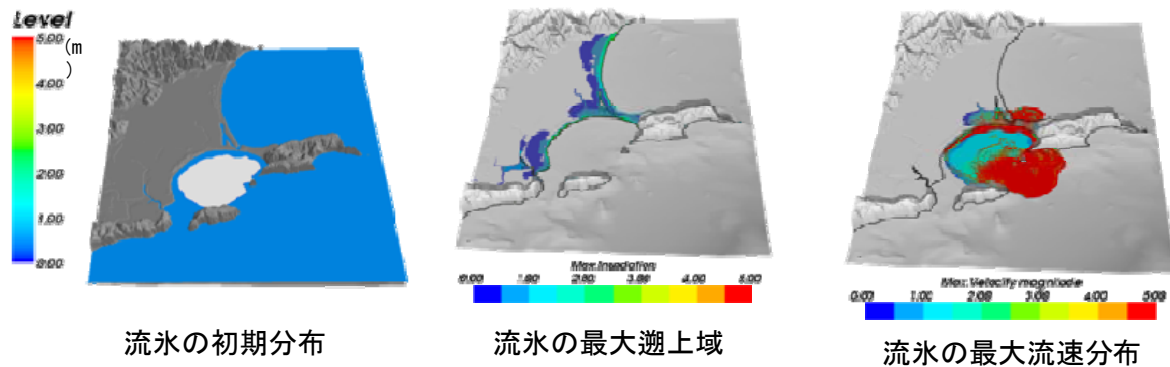 Level
(m
)
5.00
4.00
3.00
2.00
1.00
0.00
流氷の初期分布
Max Inundation
0.00 1.00 2.00 3.00 4.00 5.00
流氷の最大遡上域
Max Velocity magnitude
0.00 1.00 2.00 3.00 4.00 5.00
流氷の最大流速分布